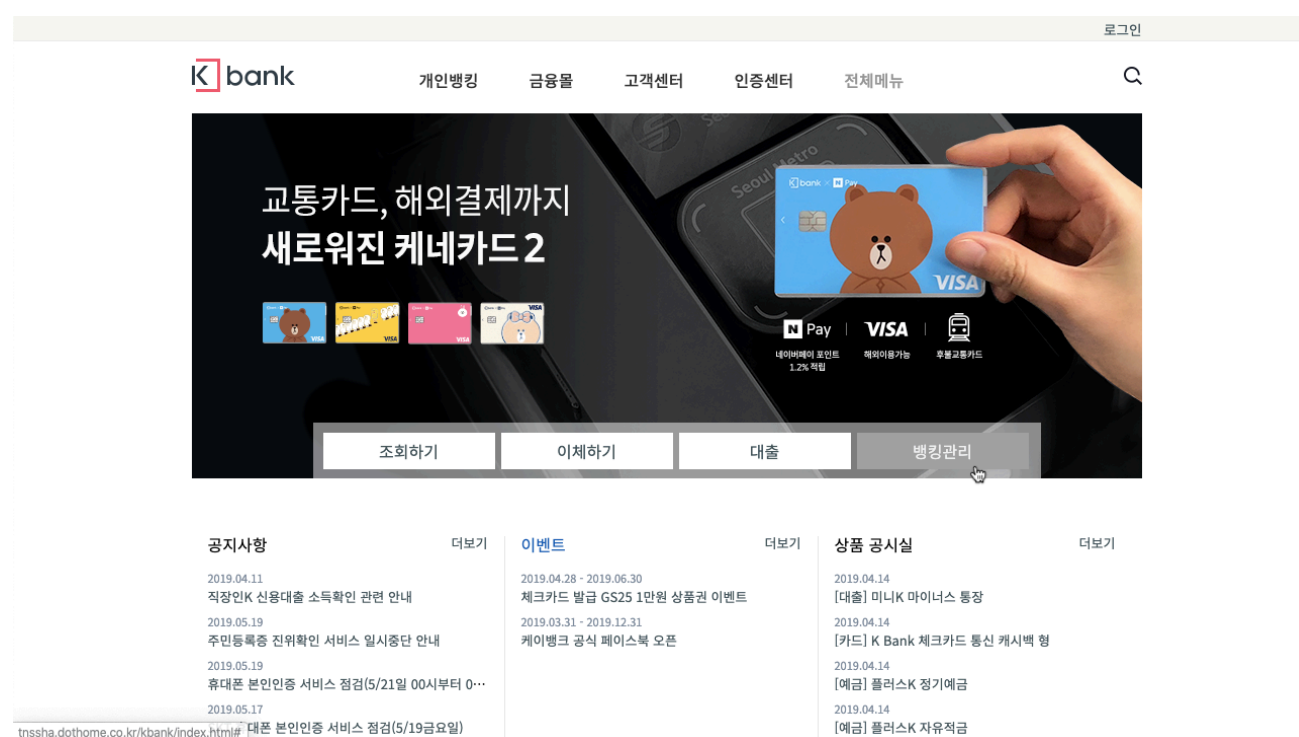 로그인
K bank
개인뱅킹 금융몰 고객센터 인증센터 전체메뉴
Seoul Metro
K bank × N Pay
교통카드, 해외결제까지
새로워진 케네카드 2
VISA
VISA VISA VISA VISA
N Pay | VISA |
네이버페이 포인트
1.2% 적립
해외이용가능
후불교통카드
조회하기 이체하기 대출 뱅킹관리
공지사항 더보기
2019.04.11
직장인K 신용대출 소득확인 관련 안내
2019.05.19
주민등록증 진위확인 서비스 일시중단 안내
2019.05.19
휴대폰 본인인증 서비스 점검(5/21일 00시부터 0···
2019.05.17
대폰 본인인증 서비스 점검(5/19금요일)
이벤트 더보기
2019.04.28 - 2019.06.30
체크카드 발급 GS25 1만원 상품권 이벤트
2019.03.31 - 2019.12.31
케이뱅크 공식 페이스북 오픈
상품 공시실 더보기
2019.04.14
[대출] 미니K 마이너스 통장
2019.04.14
[카드] K Bank 체크카드 통신 캐시백 형
2019.04.14
[예금] 플러스K 정기예금
2019.04.14
[예금] 플러스K 자유적금
tnssha.dothome.co.kr/kbank/index.html#